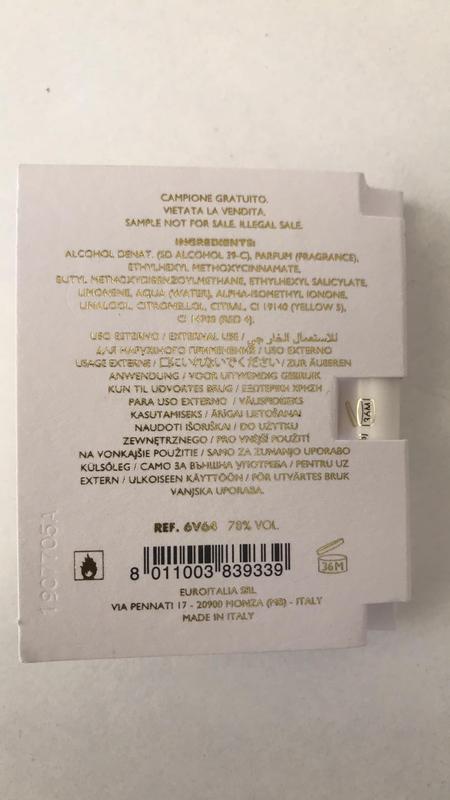 CAMPIONE GRATUITO.
VIETATA LA VENDITA.
SAMPLE NOT FOR SALE. ILLEGAL SALE.
INGREDIENTS:
ALCOHOL DENAT. (SD ALCOHOL 39-C), PARFUM (FRAGRANCE),
ETHYLHEXYL METHOXYCINNAMATE,
BUTYL METHOXYDIBENZOYLMETHANE, ETHYLHEXYL SALICYLATE,
LIMONENE, AQUA (WATER), ALPHA-ISOMETHYL IONONE,
LINALOOL, CITRONELLOL, CITRAL, CI 19140 (YELLOW 5),
CI 14700 (RED 4).
USO ESTERNO / EXTERNAL USE / للاستعمال الخارجي
ДЛЯ НАРУЖНОГО ПРИМЕНЕНИЯ / USO EXTERNO
USAGE EXTERNE / ください / ZUR ÄUßEREN
ANWENDUNG / VOOR UITWENDIG GEBRUIK
KUN TIL UDVORTES BRUG / ΕΞΩΤΕΡΙΚΗ ΧΡΗΣΗ
PARA USO EXTERNO / VÄLISPIDISEKS
KASUTAMISEKS / ĀRĪGAI LIETOŠANAI
NAUDOTI IŠORIŠKAI / DO UŻYTKU
ZEWNĘTRZNEGO / PRO VNĚJŠÍ POUŽITÍ
NA VONKAJŠIE POUŽITIE / SAMO ZA ZUNANJO UPORABO
KÜLSŐLEG / САМО ЗА ВЪНШНА УПОТРЕБА / PENTRU UZ
EXTERN / ULKOISEEN KÄYTTÖÖN / FÖR UTVÄRTES BRUK
VANJSKA UPORABA.
REF. 6V64 78% VOL.
8 011003 839339
36M
EUROITALIA SRL
VIA PENNATI 17 - 20900 MONZA (MB) - ITALY
MADE IN ITALY
1907705A